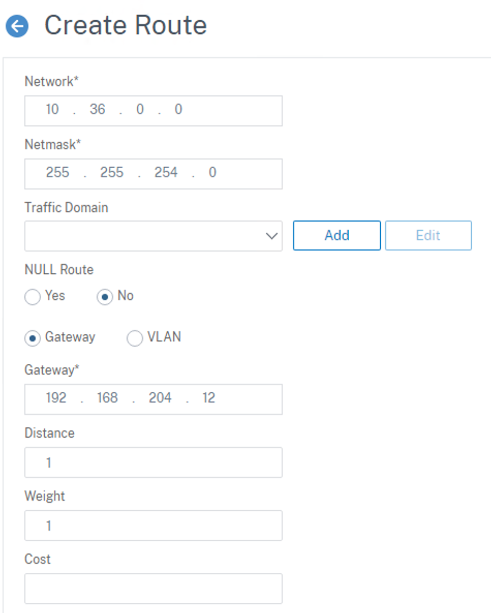 Create Route
Network*
10 . 36 . 0 . 0
Netmask*
255 . 255 . 254 . 0
Traffic Domain
Add Edit
NULL Route
Yes No
Gateway VLAN
Gateway*
192 . 168 . 204 . 12
Distance
1
Weight
1
Cost